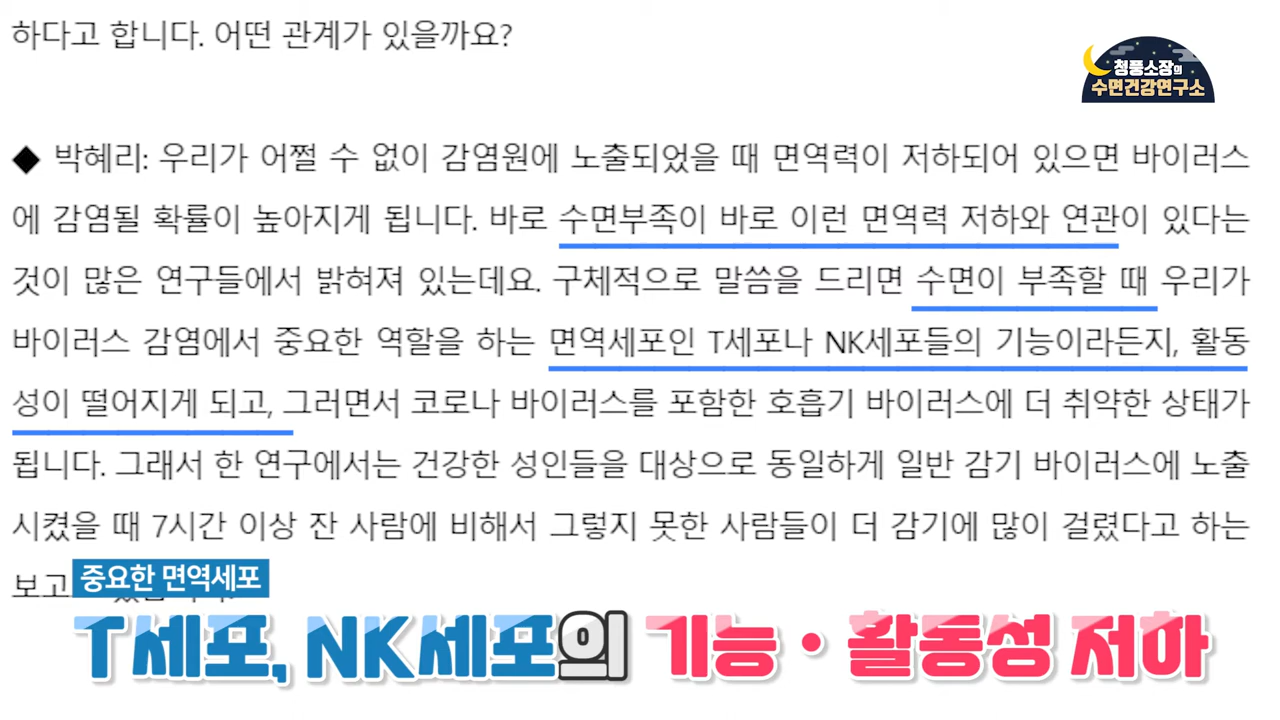 하다고 합니다. 어떤 관계가 있을까요?
청풍소장의
수면건강연구소
◆ 박혜리: 우리가 어쩔 수 없이 감염원에 노출되었을 때 면역력이 저하되어 있으면 바이러스
에 감염될 확률이 높아지게 됩니다. 바로 수면부족이 바로 이런 면역력 저하와 연관이 있다는
것이 많은 연구들에서 밝혀져 있는데요. 구체적으로 말씀을 드리면 수면이 부족할 때 우리가
바이러스 감염에서 중요한 역할을 하는 면역세포인 T세포나 NK세포들의 기능이라든지, 활동
성이 떨어지게 되고, 그러면서 코로나 바이러스를 포함한 호흡기 바이러스에 더 취약한 상태가
됩니다. 그래서 한 연구에서는 건강한 성인들을 대상으로 동일하게 일반 감기 바이러스에 노출
시켰을 때 7시간 이상 잔 사람에 비해서 그렇지 못한 사람들이 더 감기에 많이 걸렸다고 하는
보고
중요한 면역세포
T세포, NK세포의 기능·활동성 저하